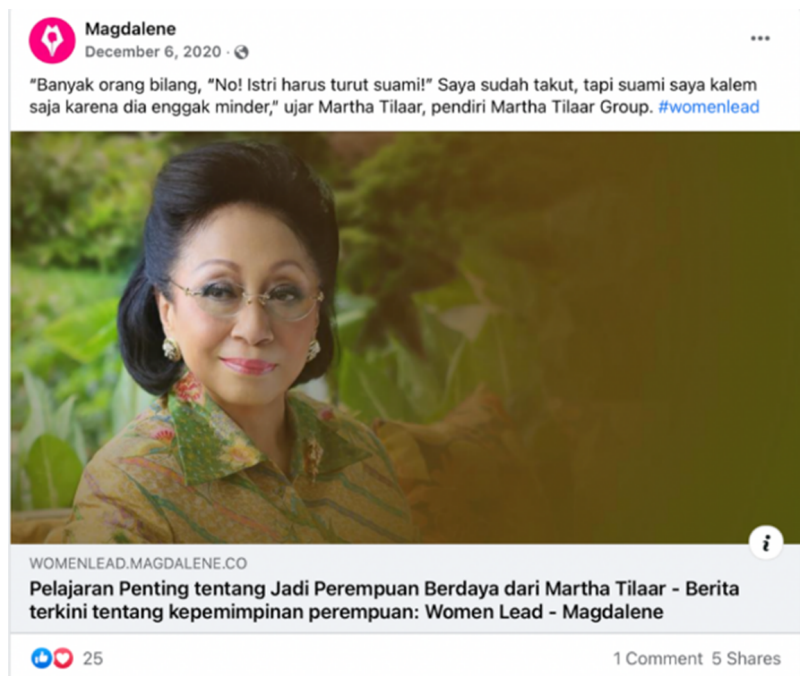 Magdalene
December 6, 2020 ·
“Banyak orang bilang, “No! Istri harus turut suami!” Saya sudah takut, tapi suami saya kalem
saja karena dia enggak minder,” ujar Martha Tilaar, pendiri Martha Tilaar Group. #womenlead
WOMENLEAD.MAGDALENE.CO
Pelajaran Penting tentang Jadi Perempuan Berdaya dari Martha Tilaar - Berita
terkini tentang kepemimpinan perempuan: Women Lead - Magdalene
25
1 Comment 5 Shares